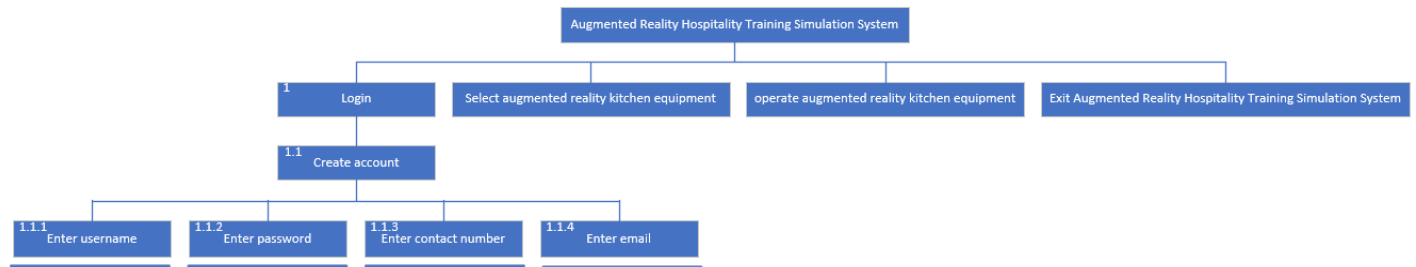 Augmented Reality Hospitality Training Simulation System
1
Login
Select augmented reality kitchen equipment
operate augmented reality kitchen equipment
Exit Augmented Reality Hospitality Training Simulation System
1.1
Create account
1.1.1
Enter username
1.1.2
Enter password
1.1.3
Enter contact number
1.1.4
Enter email